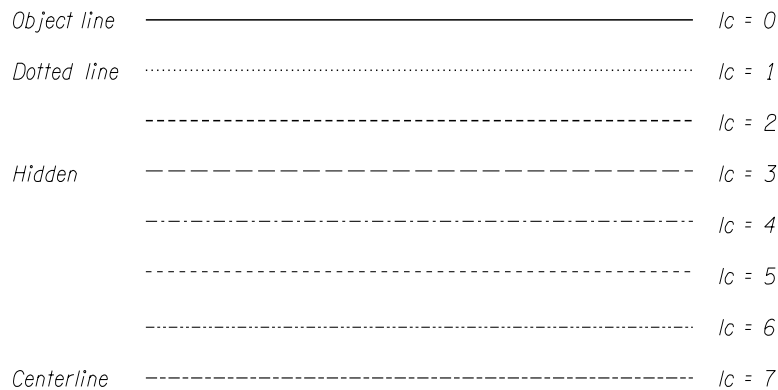 Object line lc = 0
Dotted line lc = 1
lc = 2
Hidden lc = 3
lc = 4
lc = 5
lc = 6
Centerline lc = 7